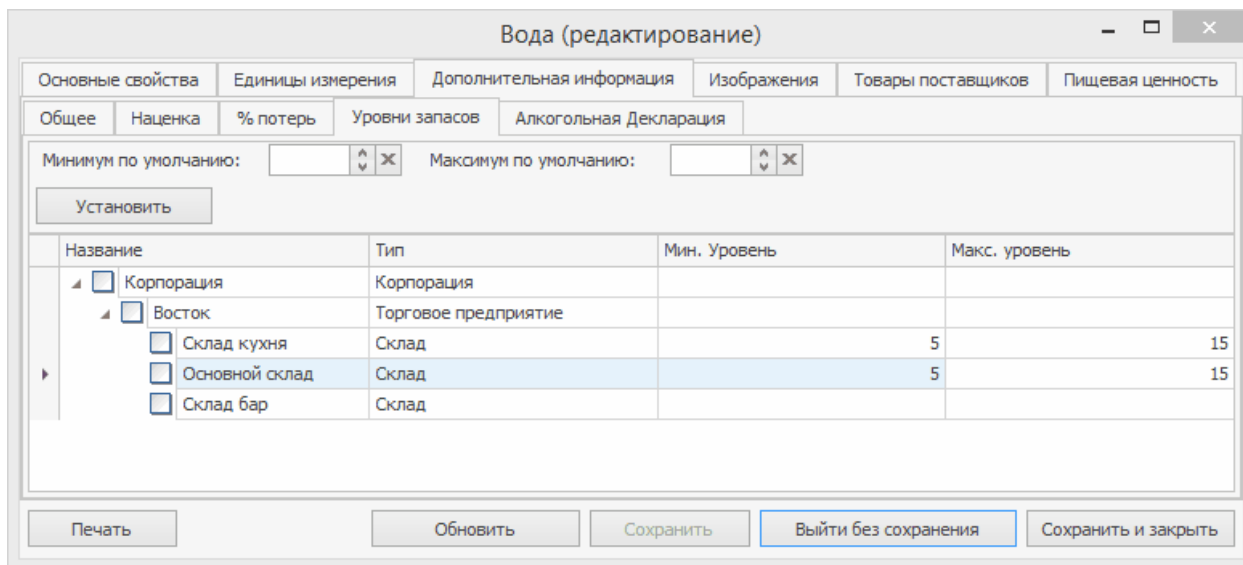 Вода (редактирование)
Основные свойства Единицы измерения Дополнительная информация Изображения Товары поставщиков Пищевая ценность
Общее Наценка % потерь Уровни запасов Алкогольная Декларация
Минимум по умолчанию: Максимум по умолчанию:
Установить
Название Тип Мин. Уровень Макс. уровень
Корпорация Корпорация
Восток Торговое предприятие
Склад кухня Склад 5 15
Основной склад Склад 5 15
Склад бар Склад
Печать Обновить Сохранить Выйти без сохранения Сохранить и закрыть